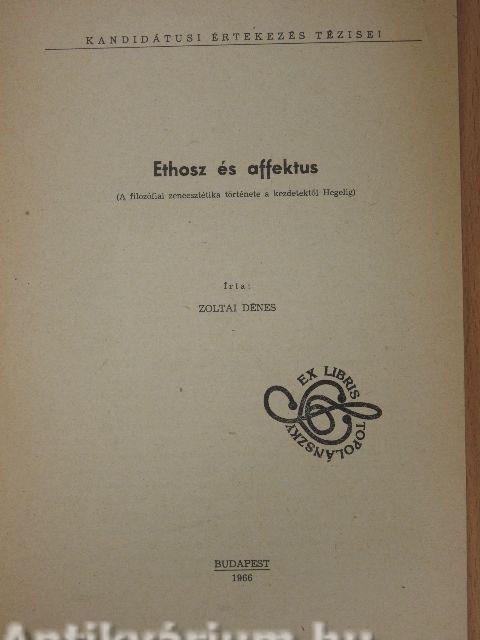 KANDIDÁTUSI ÉRTEKEZÉS TÉZISEI
Ethosz és affektus
(A filozófiai zeneesztétika története a kezdetektől Hegelig)
Írta:
ZOLTAI DÉNES
EX LIBRIS
TOPOLÁNSZKY
BUDAPEST
1966
Antikvárium.hu